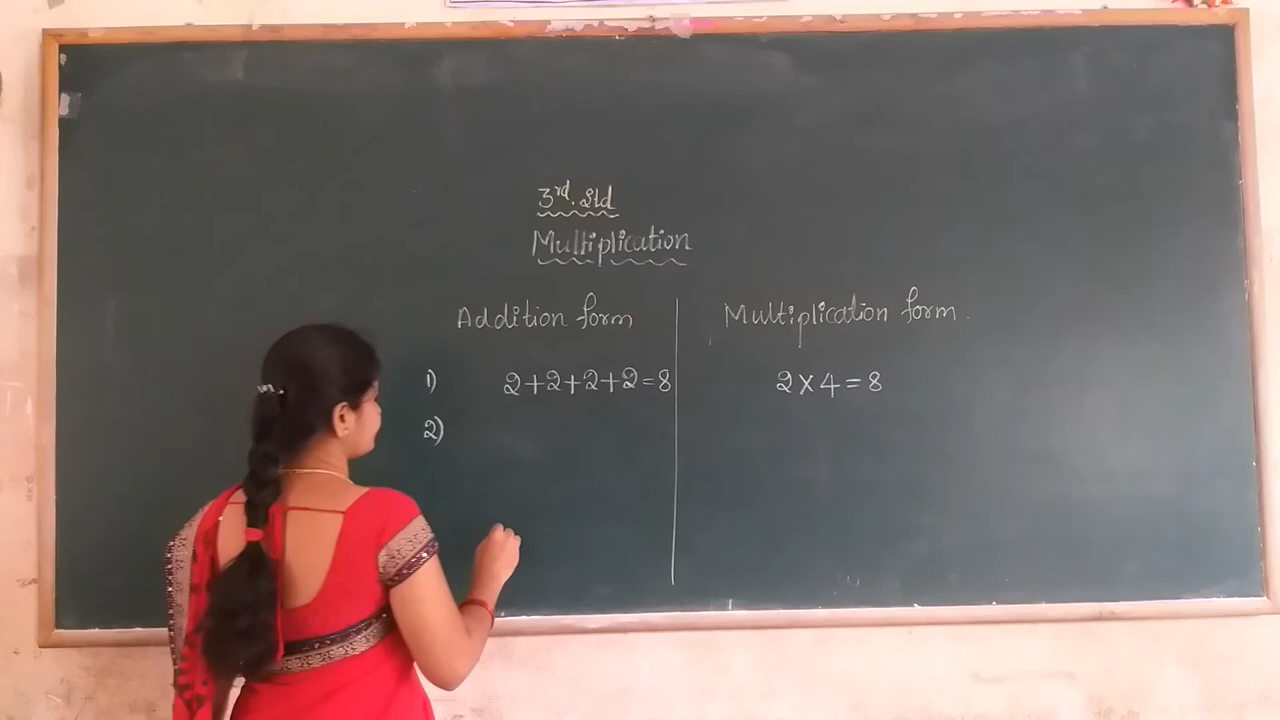 3rd. Std
Multiplication
Addition form
Multiplication form.
1) 2+2+2+2=8
2×4=8
2)